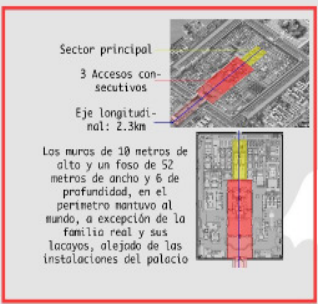 Sector principal
3 Accesos con-
secutivos
Eje longitudi-
nal: 2.3km
Los muros de 10 metros de
alto y un foso de 52
metros de ancho y 6 de
profundidad, en el
perimetro mantuvo al
mundo, a excepción de la
familia real y sus
lacayos, alejado de las
instalaciones del palacio